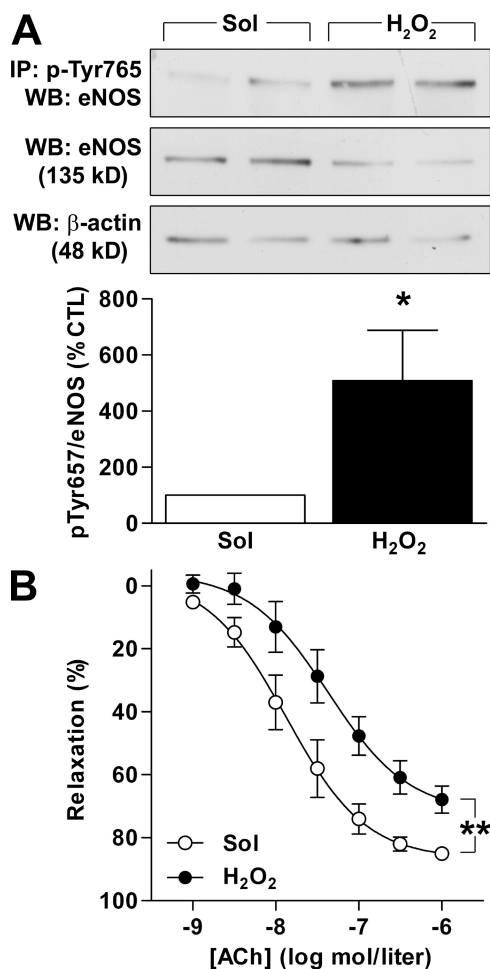 A
Sol H₂O₂
IP: p-Tyr765
WB: eNOS
WB: eNOS
(135 kD)
WB: β-actin
(48 kD)
pTyr657/eNOS (% CTL)
800
600
400
200
0
*
Sol H₂O₂
B
Relaxation (%)
0
20
40
60
80
100
**
Sol
H₂O₂
-9 -8 -7 -6
[ACh] (log mol/liter)